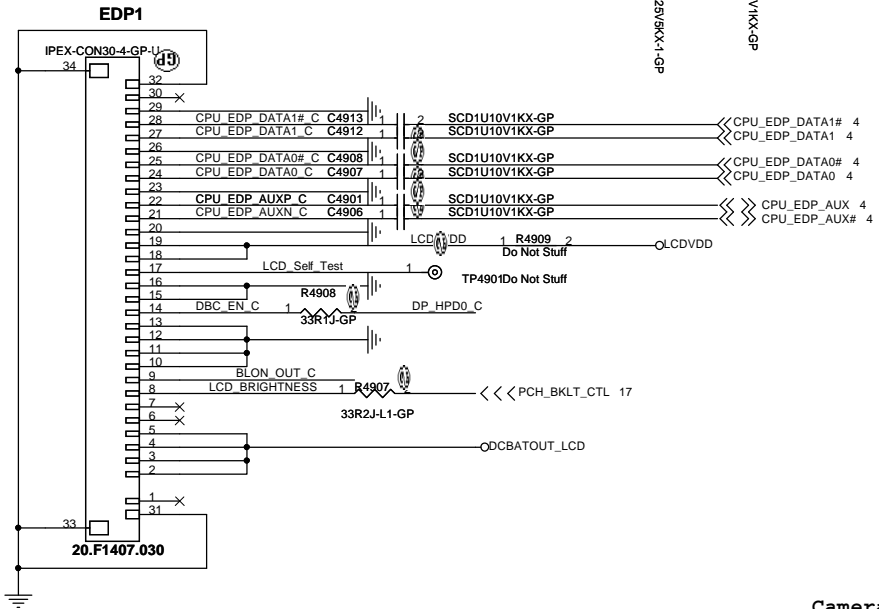 EDP1
25V5KX-1-GP
V1KX-GP
IPEX-CON30-4-GP-U
GP
34
32
30
29
28 CPU_EDP_DATA1#_C C4913 1 2 SCD1U10V1KX-GP CPU_EDP_DATA1# 4
27 CPU_EDP_DATA1_C C4912 1 SCD1U10V1KX-GP CPU_EDP_DATA1 4
26
25 CPU_EDP_DATA0#_C C4908 1 SCD1U10V1KX-GP CPU_EDP_DATA0# 4
24 CPU_EDP_DATA0_C C4907 1 SCD1U10V1KX-GP CPU_EDP_DATA0 4
23
22 CPU_EDP_AUXP_C C4901 1 SCD1U10V1KX-GP CPU_EDP_AUX 4
21 CPU_EDP_AUXN_C C4906 1 SCD1U10V1KX-GP CPU_EDP_AUX# 4
20
19 1 R4909 2 LCDVDD
Do Not Stuff
18
17 LCD_Self_Test 1
TP4901Do Not Stuff
16
15 R4908
14 DBC_EN_C 1 DP_HPD0_C
33R1J-GP
13
12
11
10
9 BLON_OUT_C
8 LCD_BRIGHTNESS 1 R4907 PCH_BKLT_CTL 17
33R2J-L1-GP
7
6
5
4 DCBATOUT_LCD
3
2
1
31
33
20.F1407.030